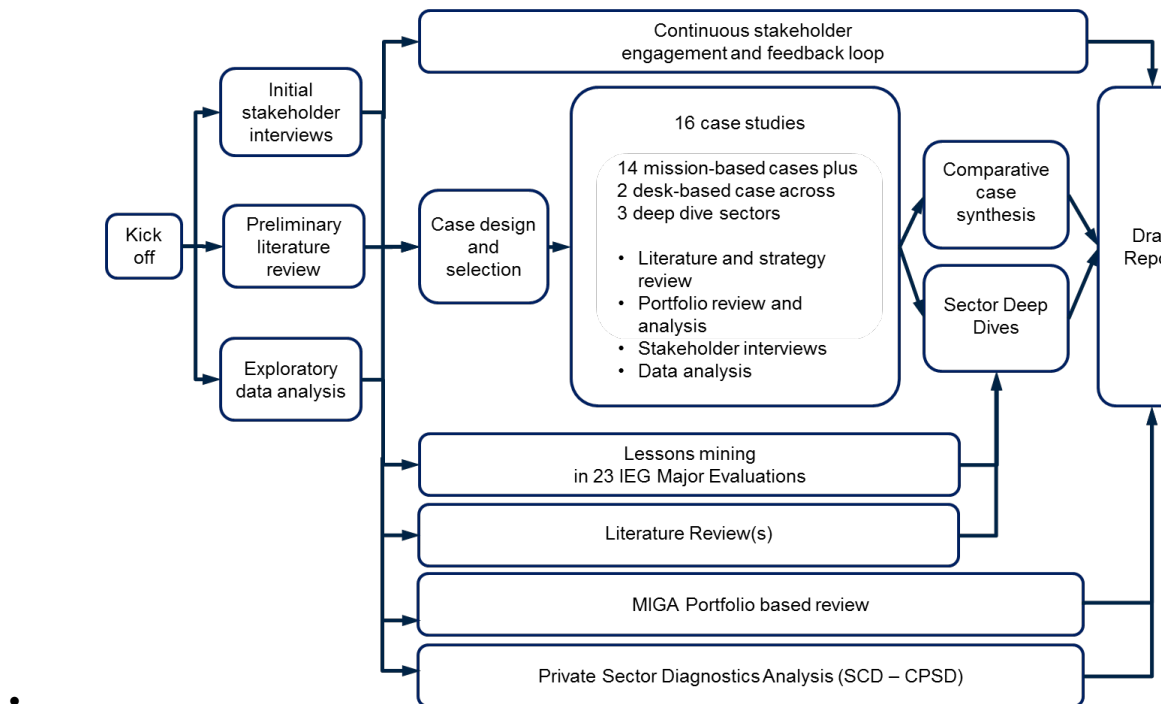 Continuous stakeholder
engagement and feedback loop
Initial
stakeholder
interviews
16 case studies
14 mission-based cases plus
2 desk-based case across
3 deep dive sectors
• Literature and strategy
review
• Portfolio review and
analysis
• Stakeholder interviews
• Data analysis
Comparative
case
synthesis
Kick
off
Preliminary
literature
review
Case design
and
selection
Dra
Repo
Sector Deep
Dives
Exploratory
data analysis
Lessons mining
in 23 IEG Major Evaluations
Literature Review(s)
MIGA Portfolio based review
Private Sector Diagnostics Analysis (SCD – CPSD)
•